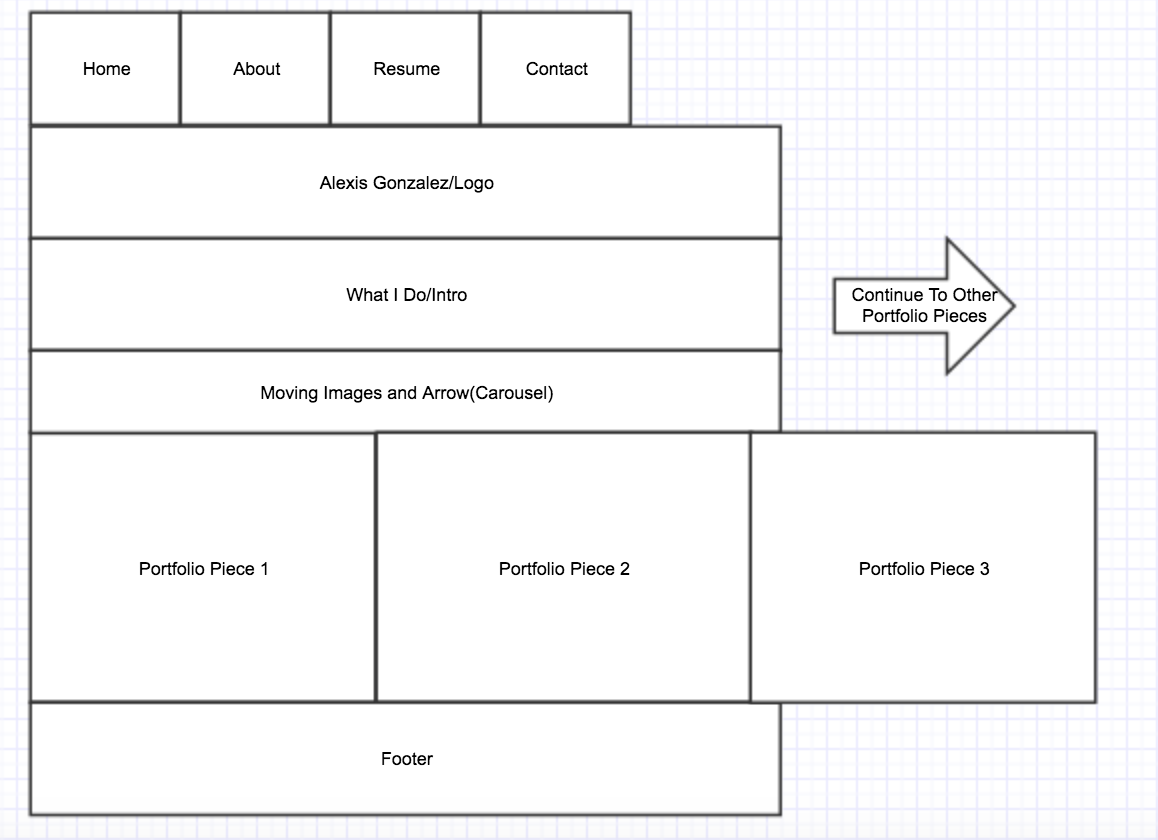 Home
About
Resume
Contact
Alexis Gonzalez/Logo
What I Do/Intro
Continue To Other
Portfolio Pieces
Moving Images and Arrow(Carousel)
Portfolio Piece 1
Portfolio Piece 2
Portfolio Piece 3
Footer